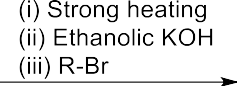 (i) Strong heating
(ii) Ethanolic KOH
(iii) R-Br